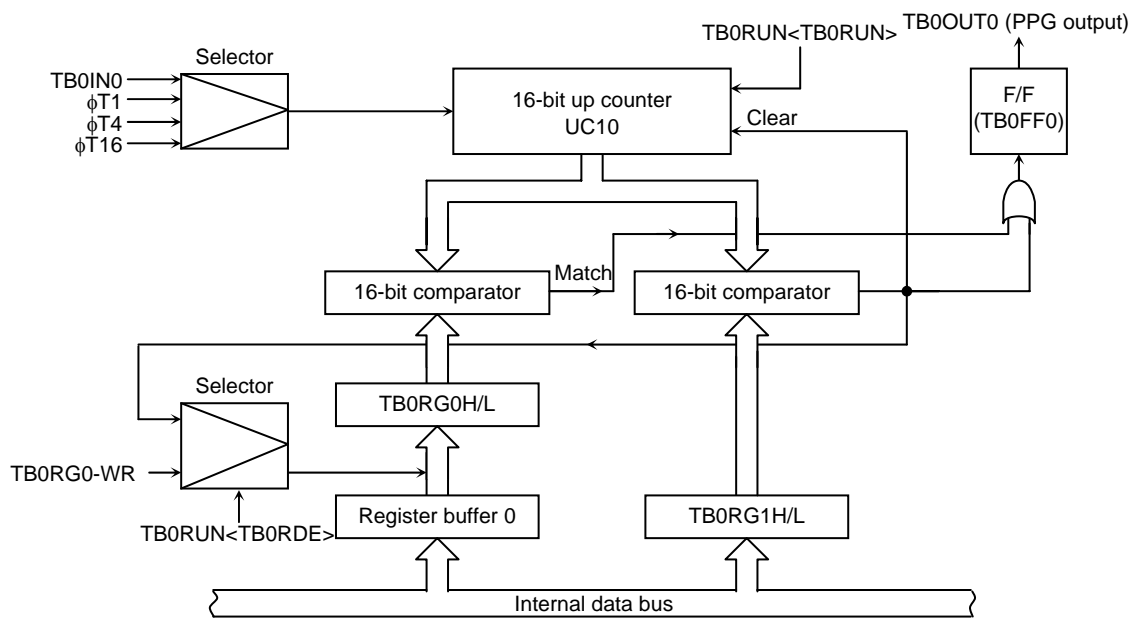 TB0OUT0 (PPG output)
TB0RUN<TB0RUN>
Selector
TB0IN0
φT1
φT4
φT16
16-bit up counter
UC10
Clear
F/F
(TB0FF0)
Match
16-bit comparator
16-bit comparator
Selector
TB0RG0H/L
TB0RG0-WR
TB0RUN<TB0RDE>
Register buffer 0
TB0RG1H/L
Internal data bus